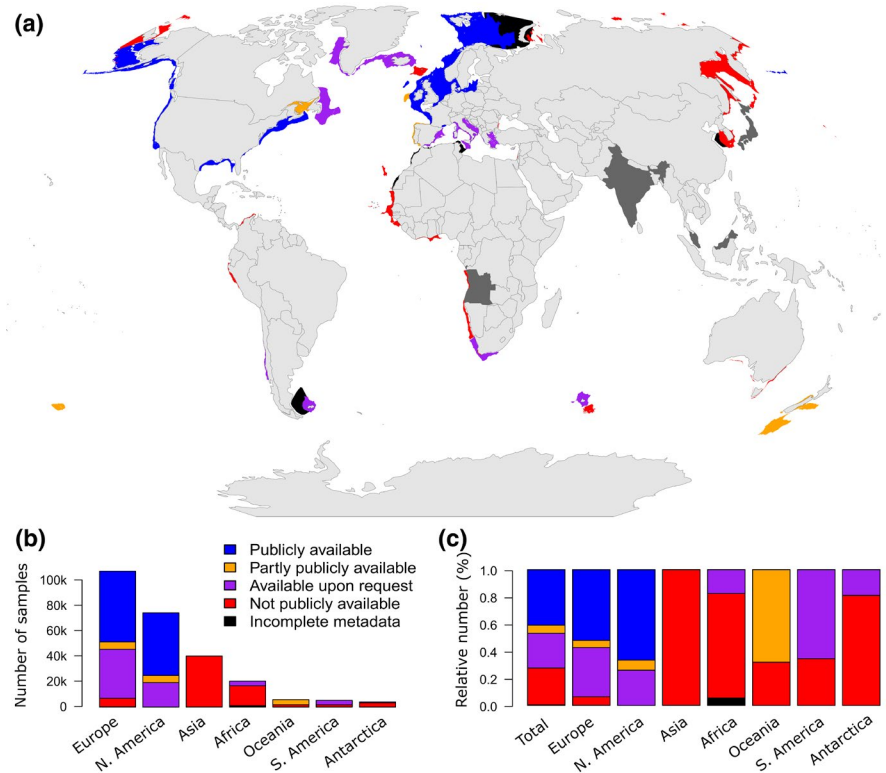 (a)
(b)
Number of samples
100k
80k
60k
40k
20k
0
Europe
N. America
Asia
Africa
Oceania
S. America
Antarctica
Publicly available
Partly publicly available
Available upon request
Not publicly available
Incomplete metadata
(c)
Relative number (%)
1.0
0.8
0.6
0.4
0.2
0.0
Total
Europe
N. America
Asia
Africa
Oceania
S. America
Antarctica